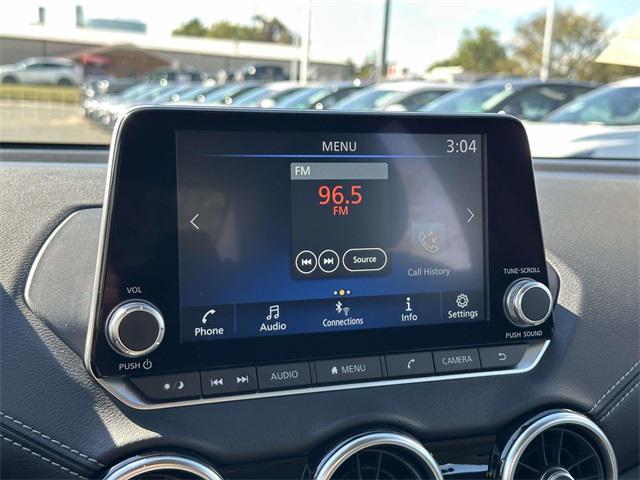 MENU
3:04
FM
96.5
FM
Source
Call History
Phone
Audio
Connections
Info
Settings
VOL
PUSH
TUNE·SCROLL
PUSH SOUND
AUDIO
MENU
CAMERA